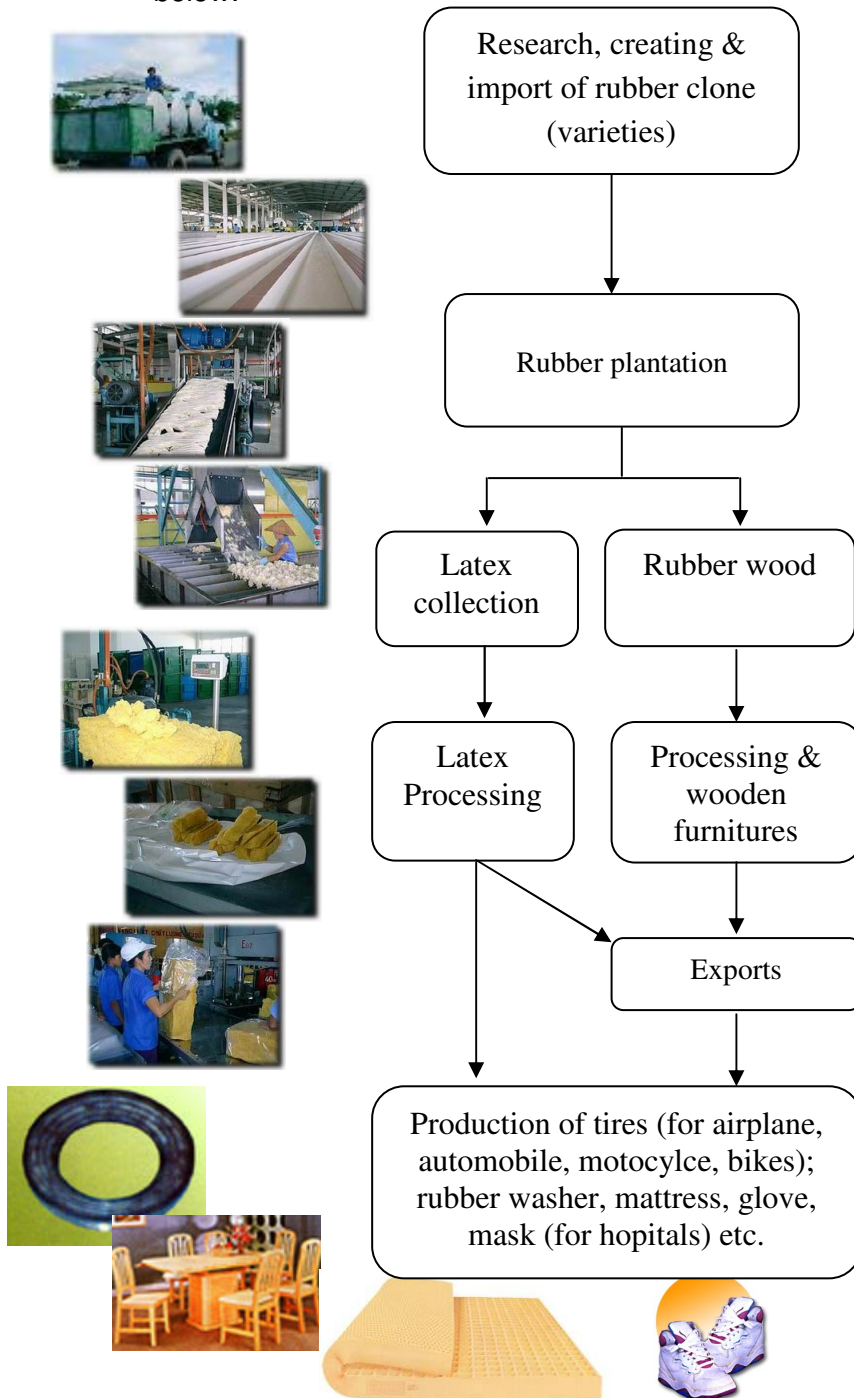 below:
Research, creating &
import of rubber clone
(varieties)
Rubber plantation
Latex
collection
Rubber wood
Latex
Processing
Processing &
wooden
furnitures
Exports
Production of tires (for airplane,
automobile, motocylce, bikes);
rubber washer, mattress, glove,
mask (for hopitals) etc.